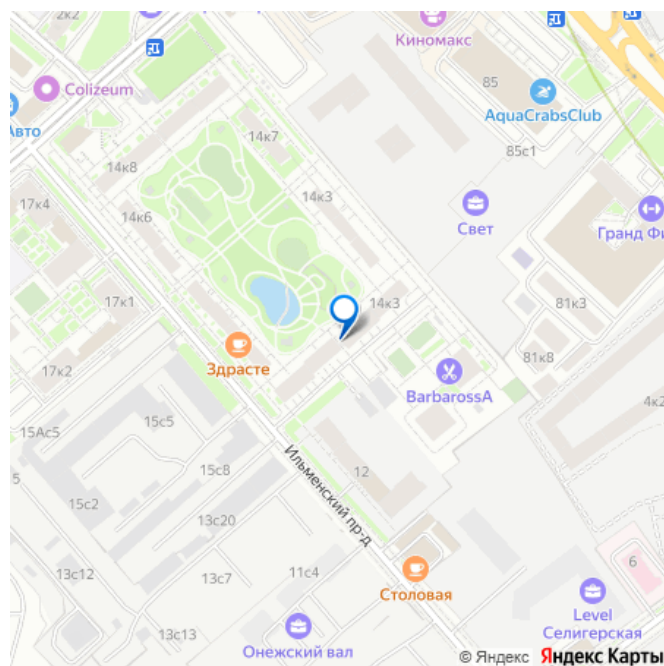 2к2
Киномакс
Colizeum
85
АвТО
AquaCrabsClub
14к7
85с1
14к8
14к3
17к4
14к6
Свет
Гранд Фи
17к1
14к3
81к3
Здрасте
81к8
17к2
BarbarossA
4к2
15Ас5
15с5
15с8
12
5
15с2
Ильменский пр-д
13с20
13с12
13с7
11с4
Столовая
6
13с13
Онежский вал
Level
Селигерская
© Яндекс Яндекс Карты